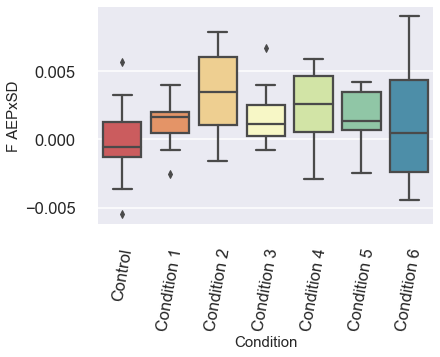 F AEPxSD
0.005
0.000
−0.005
Control
Condition 1
Condition 2
Condition 3
Condition 4
Condition 5
Condition 6
Condition